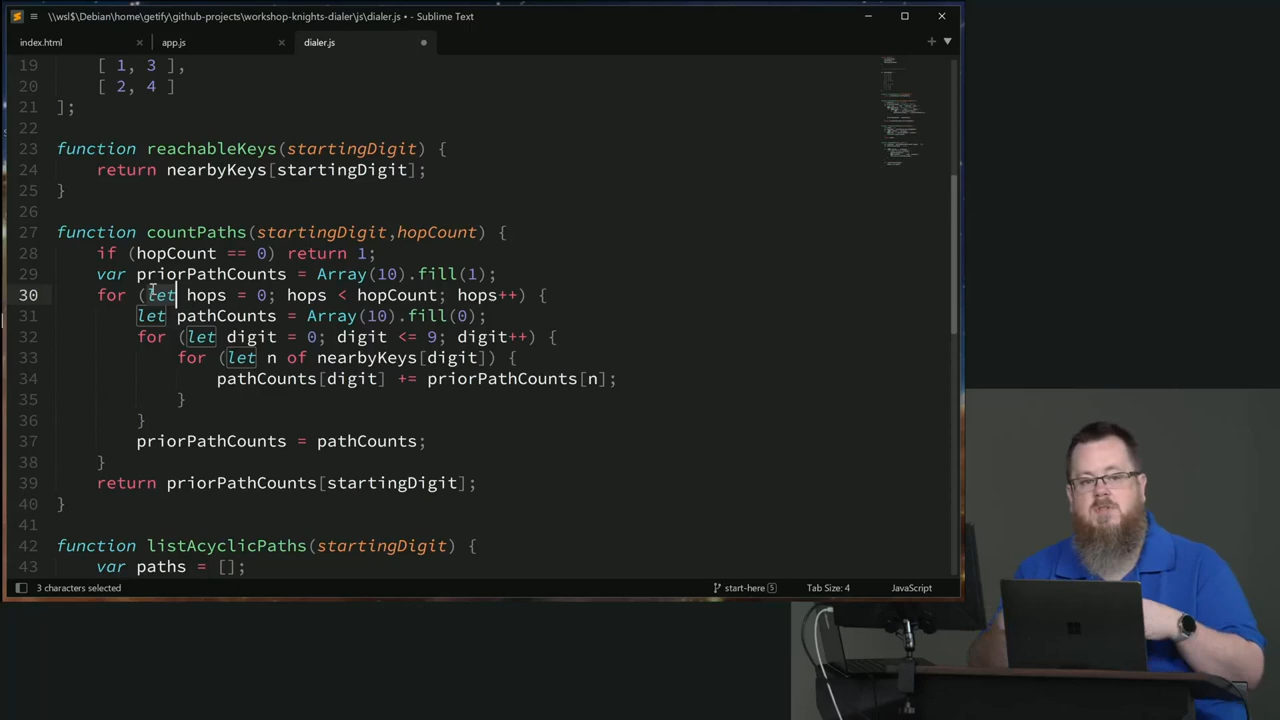 \\wsl$\Debian\home\getify\github-projects\workshop-knights-dialer\js\dialer.js • - Sublime Text
index.html × app.js × dialer.js
19 [ 1, 3 ],
20 [ 2, 4 ]
21 ];
22
23 function reachableKeys(startingDigit) {
24 return nearbyKeys[startingDigit];
25 }
26
27 function countPaths(startingDigit,hopCount) {
28 if (hopCount == 0) return 1;
29 var priorPathCounts = Array(10).fill(1);
30 for (let hops = 0; hops < hopCount; hops++) {
31 let pathCounts = Array(10).fill(0);
32 for (let digit = 0; digit <= 9; digit++) {
33 for (let n of nearbyKeys[digit]) {
34 pathCounts[digit] += priorPathCounts[n];
35 }
36 }
37 priorPathCounts = pathCounts;
38 }
39 return priorPathCounts[startingDigit];
40 }
41
42 function listAcyclicPaths(startingDigit) {
43 var paths = [];
3 characters selected start-here 5 Tab Size: 4 JavaScript